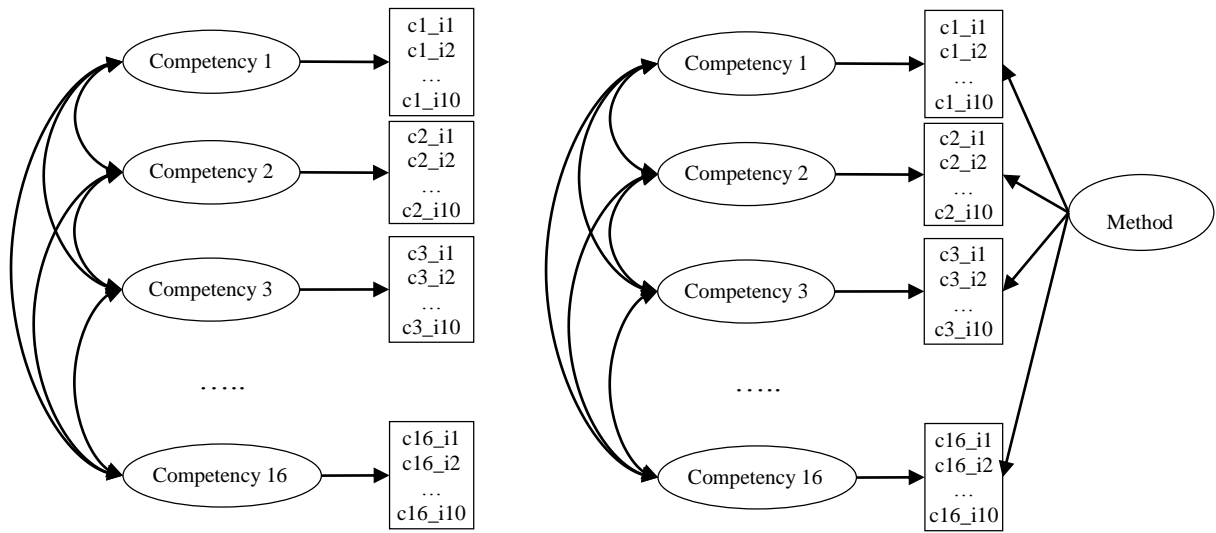 Competency 1
c1_i1
c1_i2
…
c1_i10
Competency 2
c2_i1
c2_i2
…
c2_i10
Competency 3
c3_i1
c3_i2
…
c3_i10
…..
Competency 16
c16_i1
c16_i2
…
c16_i10
Competency 1
c1_i1
c1_i2
…
c1_i10
Competency 2
c2_i1
c2_i2
…
c2_i10
Competency 3
c3_i1
c3_i2
…
c3_i10
…..
Competency 16
c16_i1
c16_i2
…
c16_i10
Method